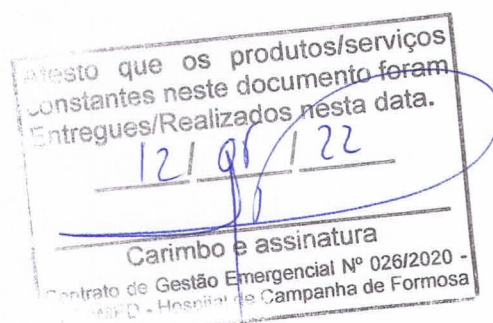 Atesto que os produtos/serviços
constantes neste documento foram
Entregues/Realizados nesta data.
12/ /22
Carimbo e assinatura
Contrato de Gestão Emergencial Nº 026/2020 -
- Hospital de Campanha de Formosa